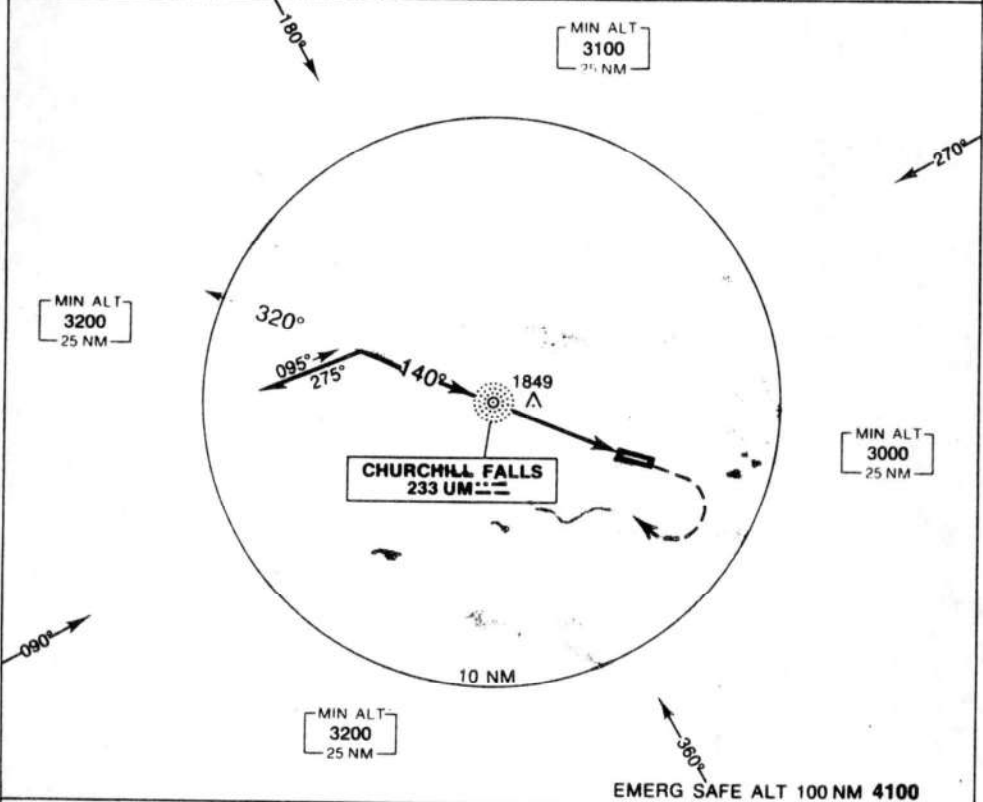 180°
MIN ALT
3100
25 NM
270°
MIN ALT
3200
25 NM
320°
095°
275°
140°
1849
CHURCHILL FALLS
233 UM
MIN ALT
3000
25 NM
090°
10 NM
MIN ALT
3200
25 NM
360°
EMERG SAFE ALT 100 NM 4100